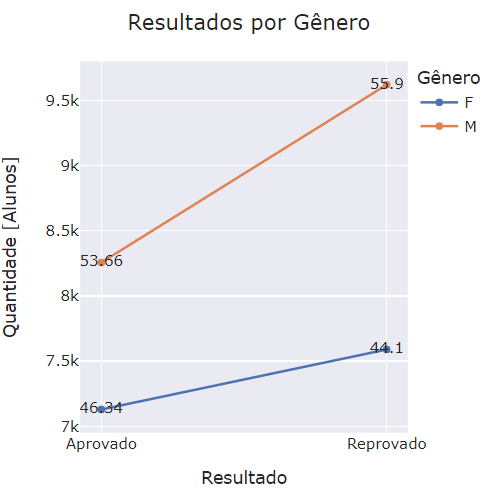 Resultados por Gênero
Gênero
F
M
Quantidade [Alunos]
9.5k
9k
8.5k
8k
7.5k
7k
55.9
53.66
44.1
46.34
Aprovado
Reprovado
Resultado